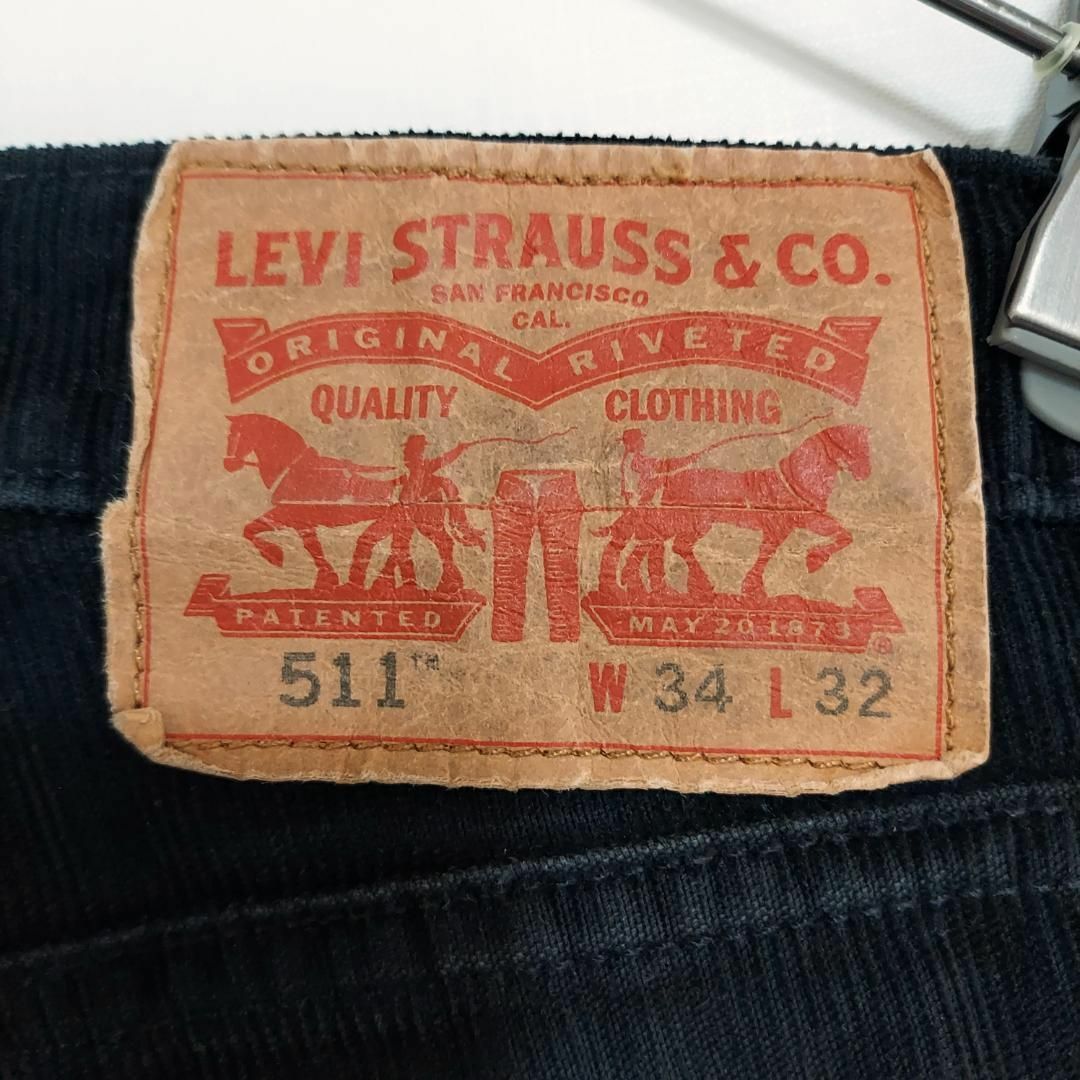 LEVI STRAUSS & CO.
SAN FRANCISCO
CAL.
ORIGINAL RIVETED
QUALITY CLOTHING
PATENTED MAY 20 1873 ®
511™ W 34 L 32